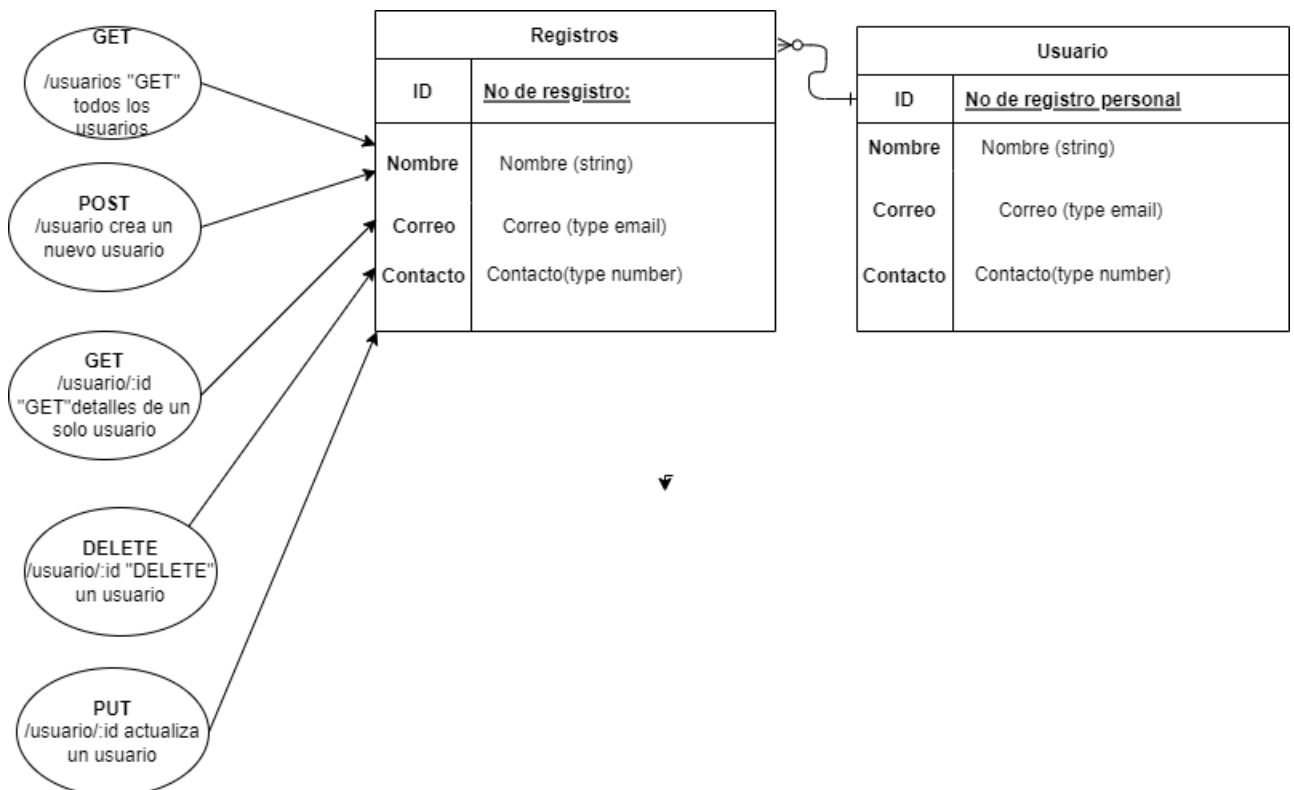 GET
/usuarios "GET"
todos los
usuarios
POST
/usuario crea un
nuevo usuario
GET
/usuario/:id
"GET"detalles de un
solo usuario
DELETE
/usuario/:id "DELETE"
un usuario
PUT
/usuario/:id actualiza
un usuario
Registros
ID No de resgistro:
Nombre Nombre (string)
Correo Correo (type email)
Contacto Contacto(type number)
Usuario
ID No de registro personal
Nombre Nombre (string)
Correo Correo (type email)
Contacto Contacto(type number)